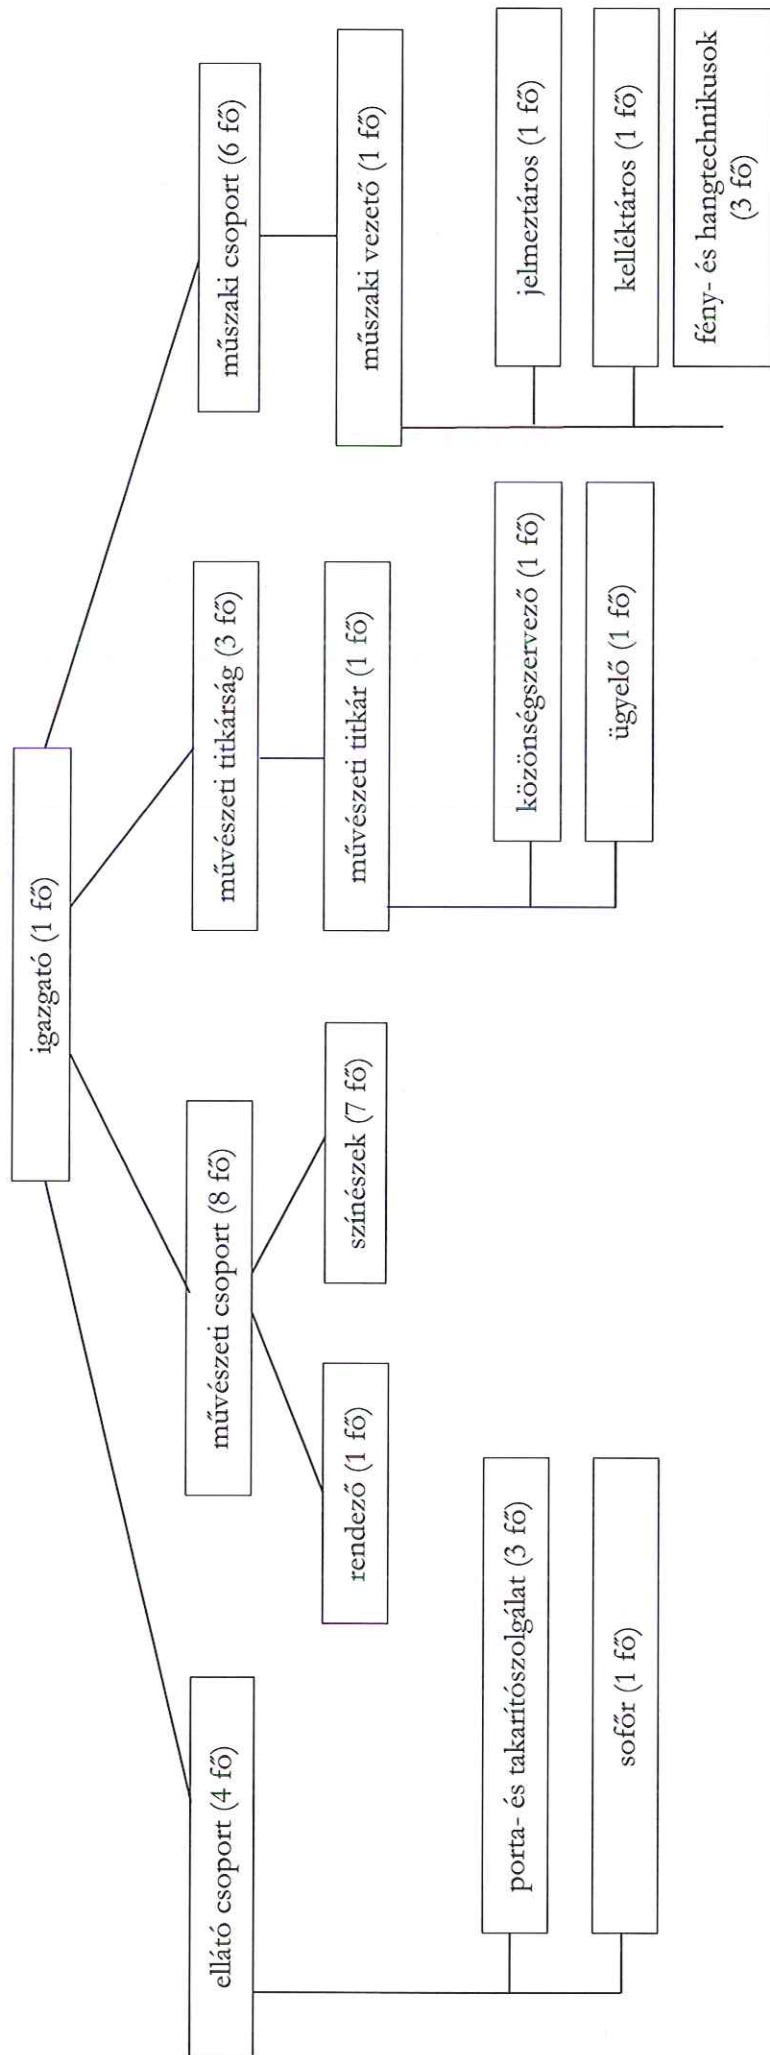 igazgató (1 fő)
ellátó csoport (4 fő)
művészeti csoport (8 fő)
művészeti titkárság (3 fő)
műszaki csoport (6 fő)
rendező (1 fő)
színészek (7 fő)
művészeti titkár (1 fő)
műszaki vezető (1 fő)
porta- és takarítószolgálat (3 fő)
közönségszervező (1 fő)
jelmeztáros (1 fő)
sofőr (1 fő)
ügyelő (1 fő)
kelléktáros (1 fő)
fény- és hangtechnikusok
(3 fő)